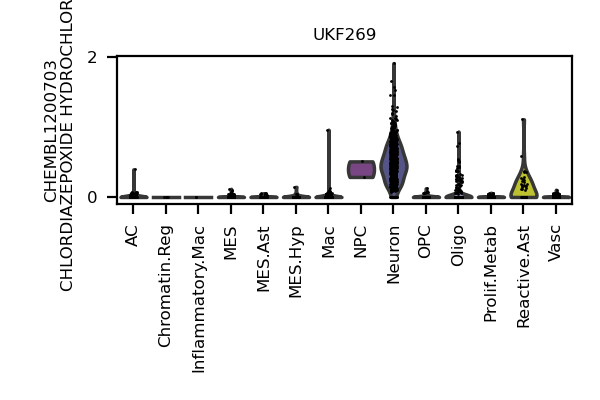 UKF269
CHEMBL1200703
CHLORDIAZEPOXIDE HYDROCHLOR
2
0
AC
Chromatin.Reg
Inflammatory.Mac
MES
MES.Ast
MES.Hyp
Mac
NPC
Neuron
OPC
Oligo
Prolif.Metab
Reactive.Ast
Vasc